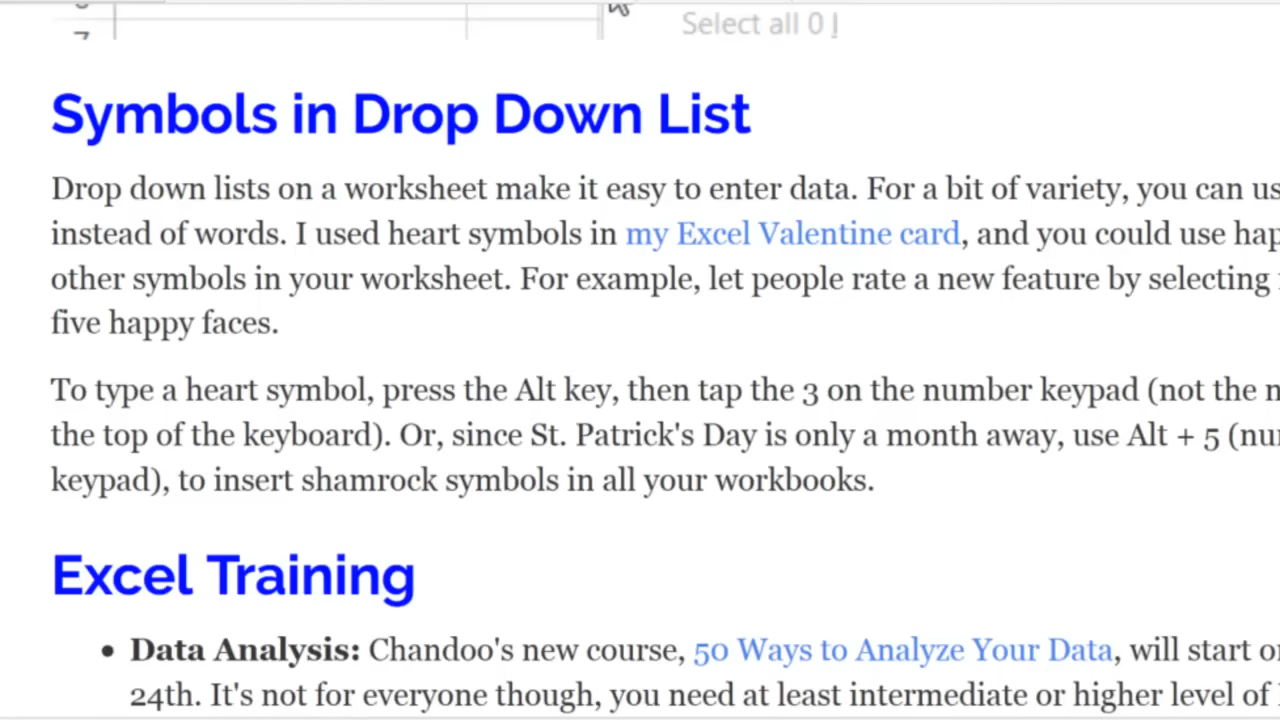 Select all 0
Symbols in Drop Down List
Drop down lists on a worksheet make it easy to enter data. For a bit of variety, you can us
instead of words. I used heart symbols in my Excel Valentine card, and you could use hap
other symbols in your worksheet. For example, let people rate a new feature by selecting
five happy faces.
To type a heart symbol, press the Alt key, then tap the 3 on the number keypad (not the n
the top of the keyboard). Or, since St. Patrick's Day is only a month away, use Alt + 5 (nu
keypad), to insert shamrock symbols in all your workbooks.
Excel Training
• Data Analysis: Chandoo's new course, 50 Ways to Analyze Your Data, will start o
24th. It's not for everyone though, you need at least intermediate or higher level of